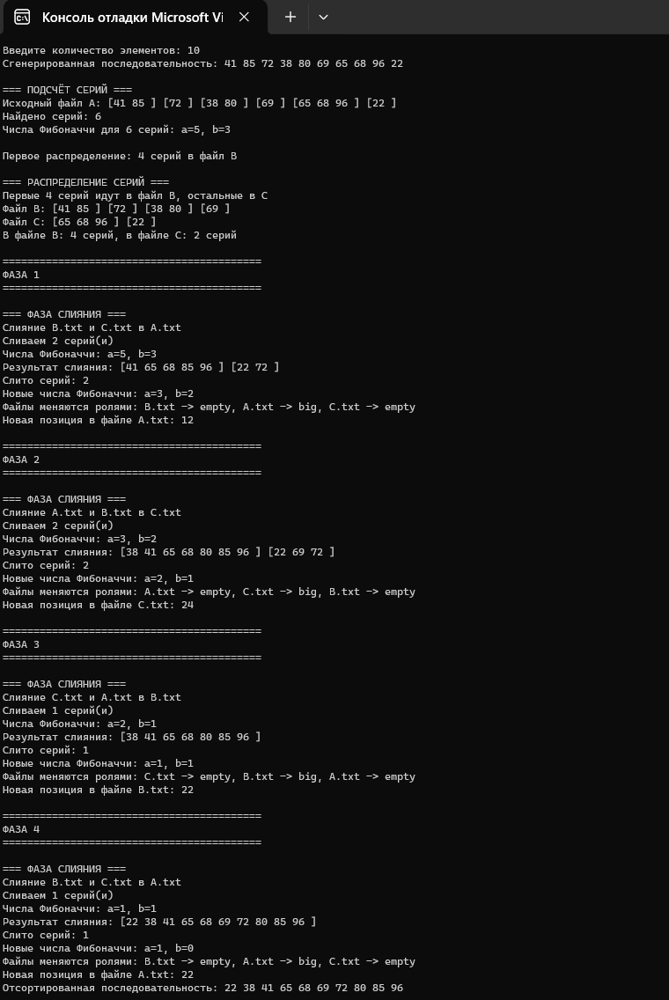 Консоль отладки Microsoft Vi
Введите количество элементов: 10
Сгенерированная последовательность: 41 85 72 38 80 69 65 68 96 22
=== ПОДСЧЁТ СЕРИЙ ===
Исходный файл A: [41 85 ] [72 ] [38 80 ] [69 ] [65 68 96 ] [22 ]
Найдено серий: 6
Числа Фибоначчи для 6 серий: a=5, b=3
Первое распределение: 4 серий в файл B
=== РАСПРЕДЕЛЕНИЕ СЕРИЙ ===
Первые 4 серий идут в файл B, остальные в C
Файл B: [41 85 ] [72 ] [38 80 ] [69 ]
Файл C: [65 68 96 ] [22 ]
В файле B: 4 серий, в файле C: 2 серий
==========================================
ФАЗА 1
==========================================
=== ФАЗА СЛИЯНИЯ ===
Слияние B.txt и C.txt в A.txt
Сливаем 2 серий(и)
Числа Фибоначчи: a=5, b=3
Результат слияния: [41 65 68 85 96 ] [22 72 ]
Слито серий: 2
Новые числа Фибоначчи: a=3, b=2
Файлы меняются ролями: B.txt -> empty, A.txt -> big, C.txt -> empty
Новая позиция в файле A.txt: 12
==========================================
ФАЗА 2
==========================================
=== ФАЗА СЛИЯНИЯ ===
Слияние A.txt и B.txt в C.txt
Сливаем 2 серий(и)
Числа Фибоначчи: a=3, b=2
Результат слияния: [38 41 65 68 80 85 96 ] [22 69 72 ]
Слито серий: 2
Новые числа Фибоначчи: a=2, b=1
Файлы меняются ролями: A.txt -> empty, C.txt -> big, B.txt -> empty
Новая позиция в файле C.txt: 24
==========================================
ФАЗА 3
==========================================
=== ФАЗА СЛИЯНИЯ ===
Слияние C.txt и A.txt в B.txt
Сливаем 1 серий(и)
Числа Фибоначчи: a=2, b=1
Результат слияния: [38 41 65 68 80 85 96 ]
Слито серий: 1
Новые числа Фибоначчи: a=1, b=1
Файлы меняются ролями: C.txt -> empty, B.txt -> big, A.txt -> empty
Новая позиция в файле B.txt: 22
==========================================
ФАЗА 4
==========================================
=== ФАЗА СЛИЯНИЯ ===
Слияние B.txt и C.txt в A.txt
Сливаем 1 серий(и)
Числа Фибоначчи: a=1, b=1
Результат слияния: [22 38 41 65 68 69 72 80 85 96 ]
Слито серий: 1
Новые числа Фибоначчи: a=1, b=0
Файлы меняются ролями: B.txt -> empty, A.txt -> big, C.txt -> empty
Новая позиция в файле A.txt: 22
Отсортированная последовательность: 22 38 41 65 68 69 72 80 85 96